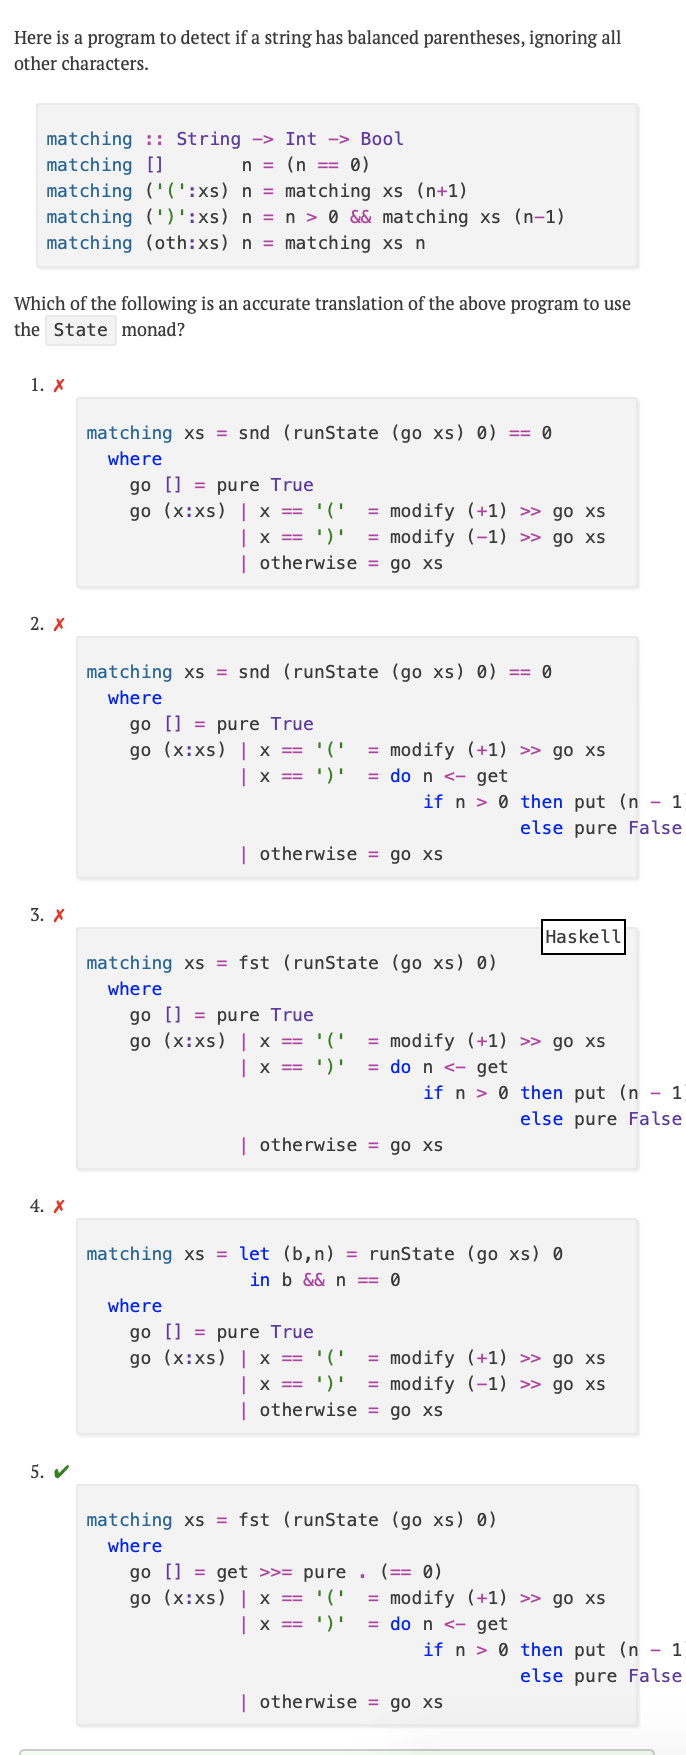 Here is a program to detect if a string has balanced parentheses, ignoring all
other characters.
matching :: String -> Int -> Bool
matching []       n = (n == 0)
matching ('(':xs) n = matching xs (n+1)
matching (')':xs) n = n > 0 && matching xs (n-1)
matching (oth:xs) n = matching xs n
Which of the following is an accurate translation of the above program to use
the State monad?
1. ✗
matching xs = snd (runState (go xs) 0) == 0
  where
    go [] = pure True
    go (x:xs) | x == '('  = modify (+1) >> go xs
              | x == ')'  = modify (-1) >> go xs
              | otherwise = go xs
2. ✗
matching xs = snd (runState (go xs) 0) == 0
  where
    go [] = pure True
    go (x:xs) | x == '('  = modify (+1) >> go xs
              | x == ')'  = do n <- get
                               if n > 0 then put (n - 1
                                        else pure False
              | otherwise = go xs
3. ✗
Haskell
matching xs = fst (runState (go xs) 0)
  where
    go [] = pure True
    go (x:xs) | x == '('  = modify (+1) >> go xs
              | x == ')'  = do n <- get
                               if n > 0 then put (n - 1
                                        else pure False
              | otherwise = go xs
4. ✗
matching xs = let (b,n) = runState (go xs) 0
               in b && n == 0
  where
    go [] = pure True
    go (x:xs) | x == '('  = modify (+1) >> go xs
              | x == ')'  = modify (-1) >> go xs
              | otherwise = go xs
5. ✔
matching xs = fst (runState (go xs) 0)
  where
    go [] = get >>= pure . (== 0)
    go (x:xs) | x == '('  = modify (+1) >> go xs
              | x == ')'  = do n <- get
                               if n > 0 then put (n - 1
                                        else pure False
              | otherwise = go xs